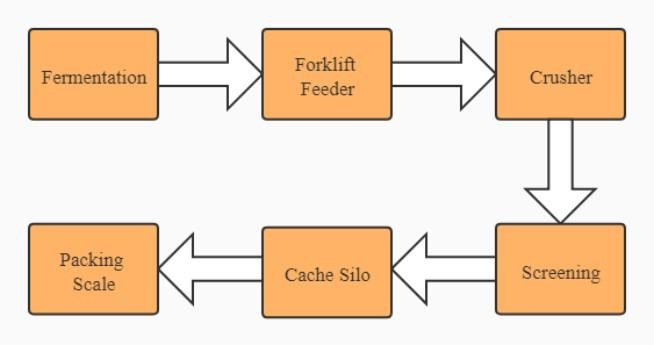 Fermentation
Forklift
Feeder
Crusher
Packing
Scale
Cache Silo
Screening